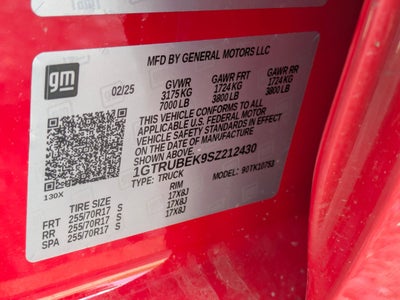 MFD BY GENERAL MOTORS LLC
gm
02/25 GVWR GAWR FRT GAWR RR
3175 KG 1724 KG 1724 KG
7000 LB 3800 LB 3800 LB
THIS VEHICLE CONFORMS TO ALL
APPLICABLE U.S. FEDERAL MOTOR
VEHICLE SAFETY STANDARDS IN
EFFECT ON THE DATE OF MANUFACTURE
SHOWN ABOVE.
1GTRUBEK9SZ212430
TYPE: TRUCK MODEL: 90TK10753
130X
TIRE SIZE RIM
FRT 255/70R17 S 17X8J
RR 255/70R17 S 17X8J
SPA 255/70R17 S 17X8J